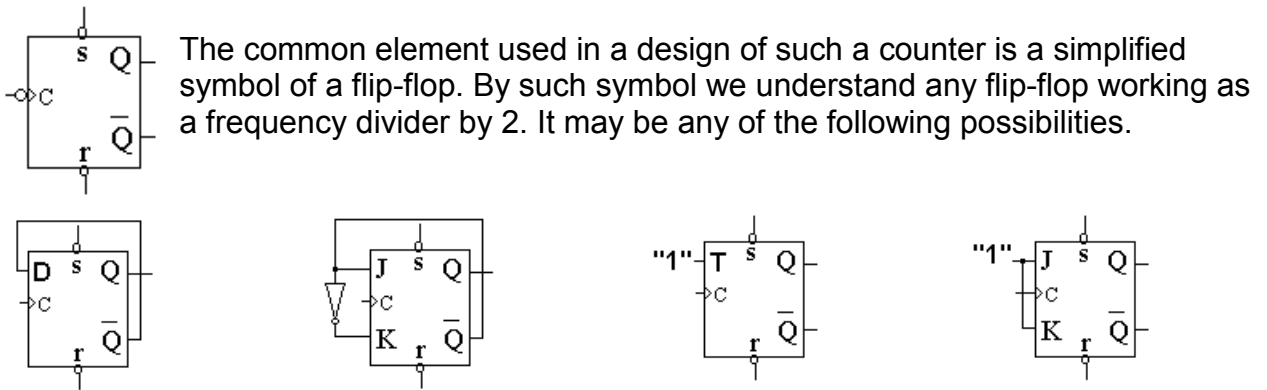 s Q
C
Q̅
r
The common element used in a design of such a counter is a simplified
symbol of a flip-flop. By such symbol we understand any flip-flop working as
a frequency divider by 2. It may be any of the following possibilities.
D s Q
C
Q̅
r
J s Q
C
K r Q̅
"1" T s Q
C
Q̅
r
"1" J s Q
C
K r Q̅